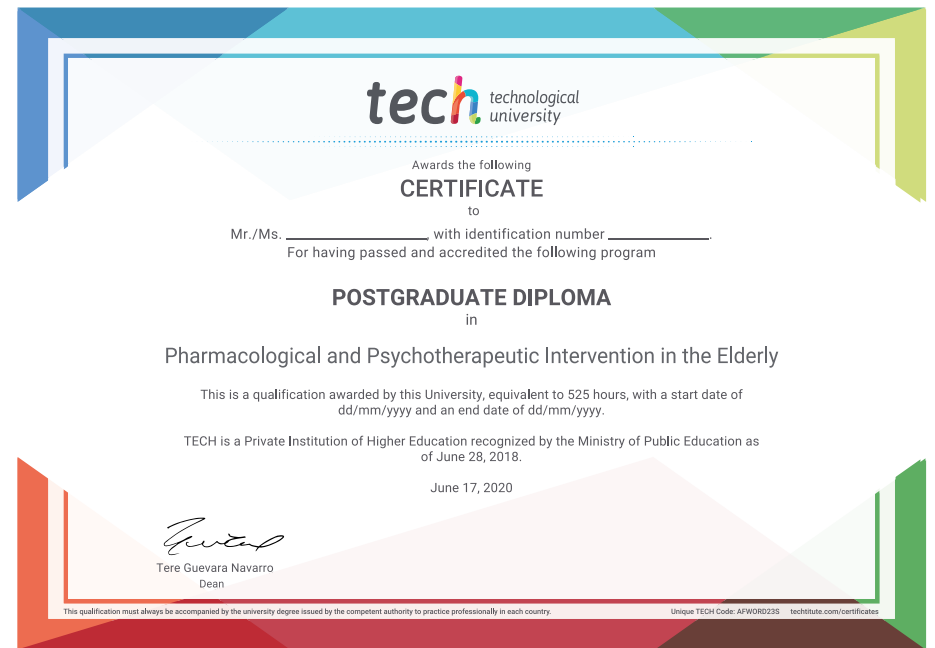 tech technological
university
Awards the following
CERTIFICATE
to
Mr./Ms. ____________________, with identification number ______________.
For having passed and accredited the following program
POSTGRADUATE DIPLOMA
in
Pharmacological and Psychotherapeutic Intervention in the Elderly
This is a qualification awarded by this University, equivalent to 525 hours, with a start date of
dd/mm/yyyy and an end date of dd/mm/yyyy.
TECH is a Private Institution of Higher Education recognized by the Ministry of Public Education as
of June 28, 2018.
June 17, 2020
Tere Guevara Navarro
Dean
This qualification must always be accompanied by the university degree issued by the competent authority to practice professionally in each country.
Unique TECH Code: AFWORD23S techtitute.com/certificates